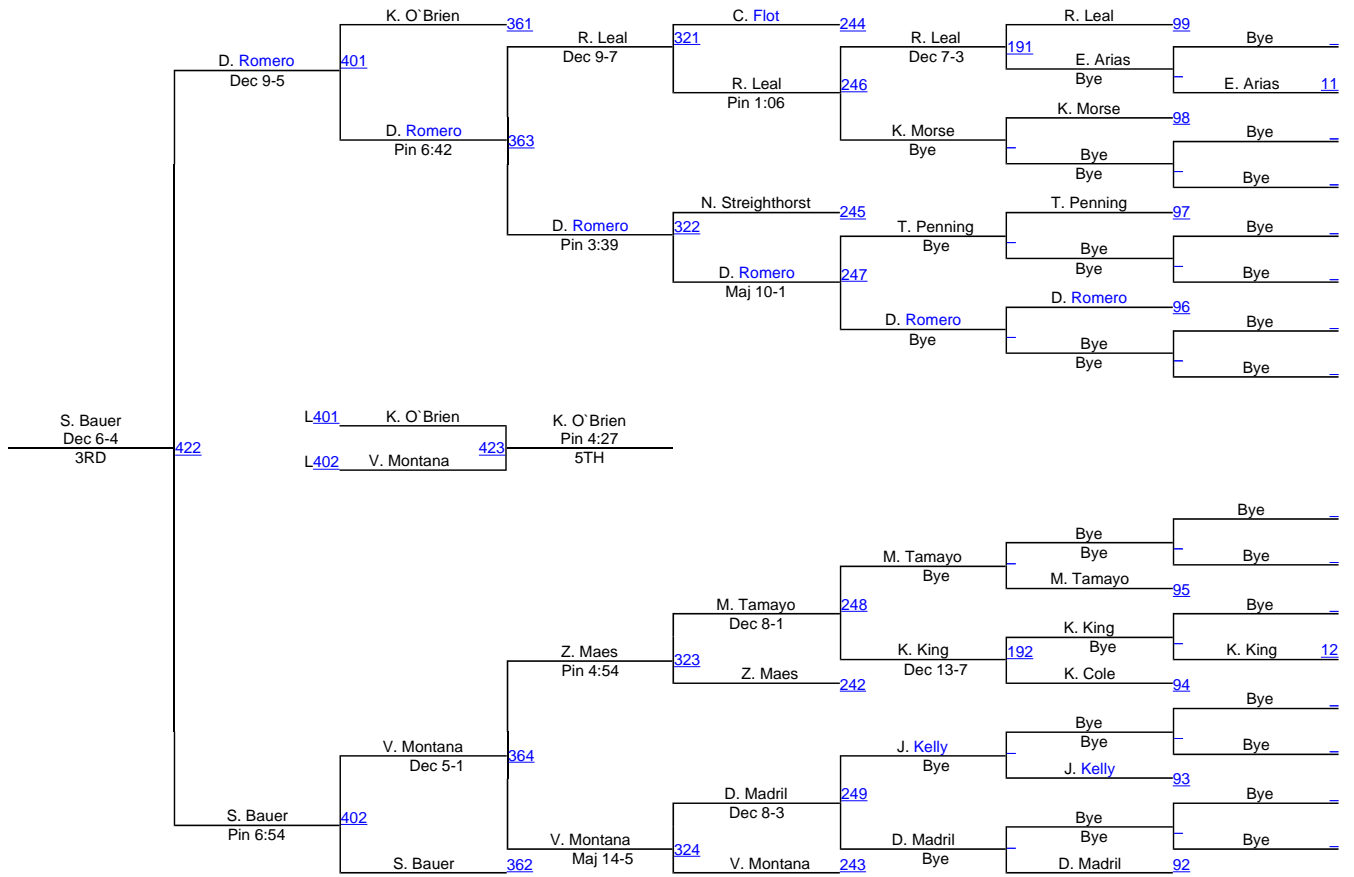 K. O`Brien 361
C. Flot 244
R. Leal 99
R. Leal 321
Dec 9-7
R. Leal 191
Dec 7-3
Bye _
D. Romero 401
Dec 9-5
E. Arias _
Bye
R. Leal 246
Pin 1:06
E. Arias 11
K. Morse 98
D. Romero 363
Pin 6:42
K. Morse _
Bye
Bye _
Bye _
Bye
Bye _
N. Streighthorst 245
T. Penning 97
D. Romero 322
Pin 3:39
T. Penning _
Bye
Bye _
Bye _
Bye
D. Romero 247
Maj 10-1
Bye _
D. Romero 96
D. Romero _
Bye
Bye _
Bye _
Bye
Bye _
S. Bauer
Dec 6-4
3RD
422
L401 K. O`Brien
L402 V. Montana
423
K. O`Brien
Pin 4:27
5TH
Bye _
Bye _
Bye
M. Tamayo _
Bye
Bye _
M. Tamayo 95
M. Tamayo 248
Dec 8-1
Bye _
K. King _
Bye
Z. Maes 323
Pin 4:54
K. King 192
Dec 13-7
K. King 12
Z. Maes 242
K. Cole 94
Bye _
Bye _
Bye
V. Montana 364
Dec 5-1
J. Kelly _
Bye
Bye _
J. Kelly 93
D. Madril 249
Dec 8-3
Bye _
S. Bauer 402
Pin 6:54
Bye _
Bye
V. Montana 324
Maj 14-5
D. Madril _
Bye
Bye _
S. Bauer 362
V. Montana 243
D. Madril 92